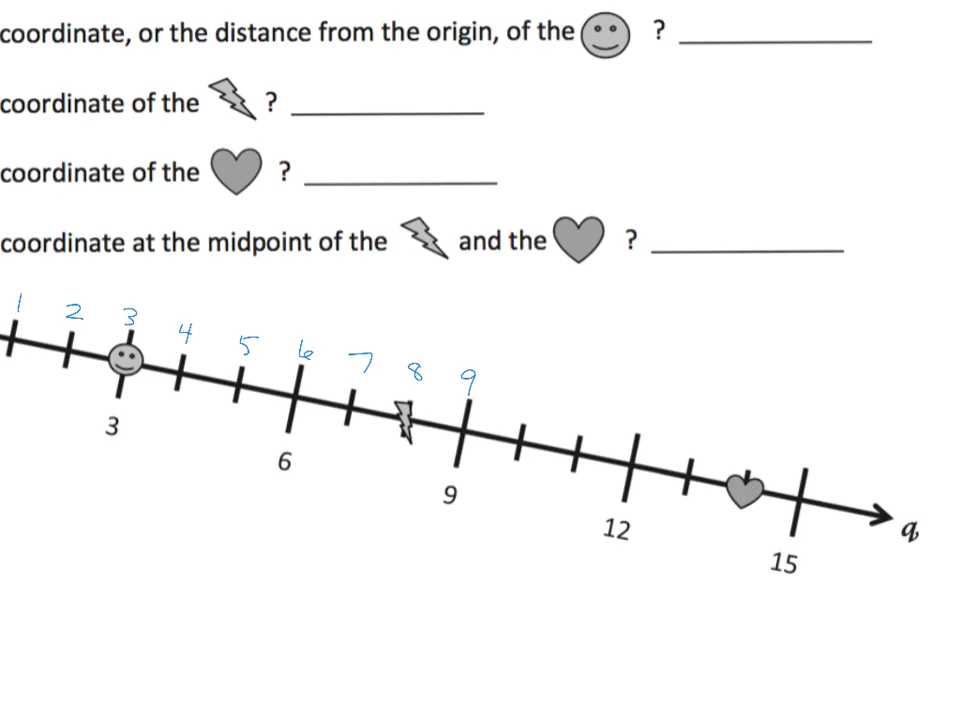 coordinate, or the distance from the origin, of the ?
coordinate of the ?
coordinate of the ?
coordinate at the midpoint of the and the ?
1 2 3 4 5 6 7 8 9
3
6
9
12
15
q